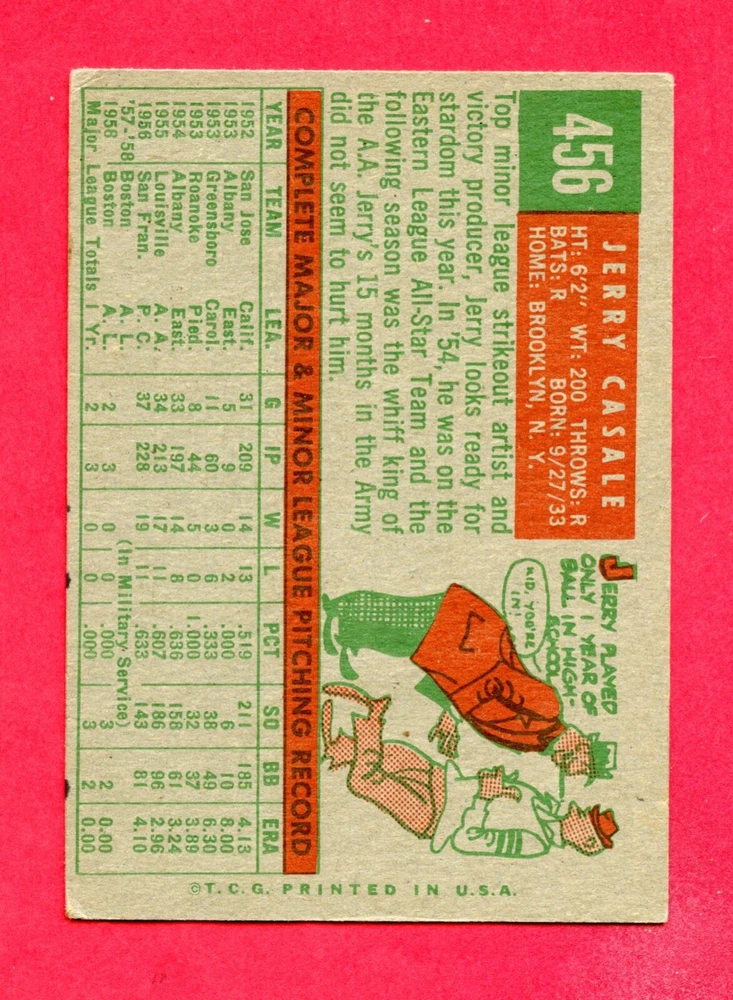 456
JERRY CASALE
HT: 6'2" WT: 200 THROWS: R
BATS: R BORN: 9/27/33
HOME: BROOKLYN, N. Y.
Top minor league strikeout artist and
victory producer, Jerry looks ready for
stardom this year. In '54, he was on the
Eastern League All-Star Team and the
following season was the whiff king of
the A.A. Jerry's 15 months in the Army
did not seem to hurt him.
JERRY PLAYED
ONLY 1 YEAR OF
BALL IN HIGH-
SCHOOL
KID, YOU'RE
IN!
COMPLETE MAJOR & MINOR LEAGUE PITCHING RECORD
YEAR TEAM LEA. G IP W L PCT SO BB ERA
1952 San Jose Calif. 31 209 14 13 .519 211 185 4.13
1953 Albany East. 5 9 0 2 .000 6 10 8.00
1953 Greensboro Carol. 11 60 3 6 .333 38 49 6.30
1953 Roanoke Pied. 8 44 5 0 1.000 32 37 3.89
1954 Albany East. 33 197 14 8 .636 158 61 3.24
1955 Louisville A.A. 34 213 17 11 .607 186 96 2.96
1956 San Fran. P.C. 37 228 19 11 .633 143 81 4.10
'57-'58 Boston A.L. (In Military Service)
1958 Boston A.L. 2 3 0 0 .000 3 2 0.00
Major League Totals 1 Yr. 2 3 0 0 .000 3 2 0.00
©T.C.G. PRINTED IN U.S.A.